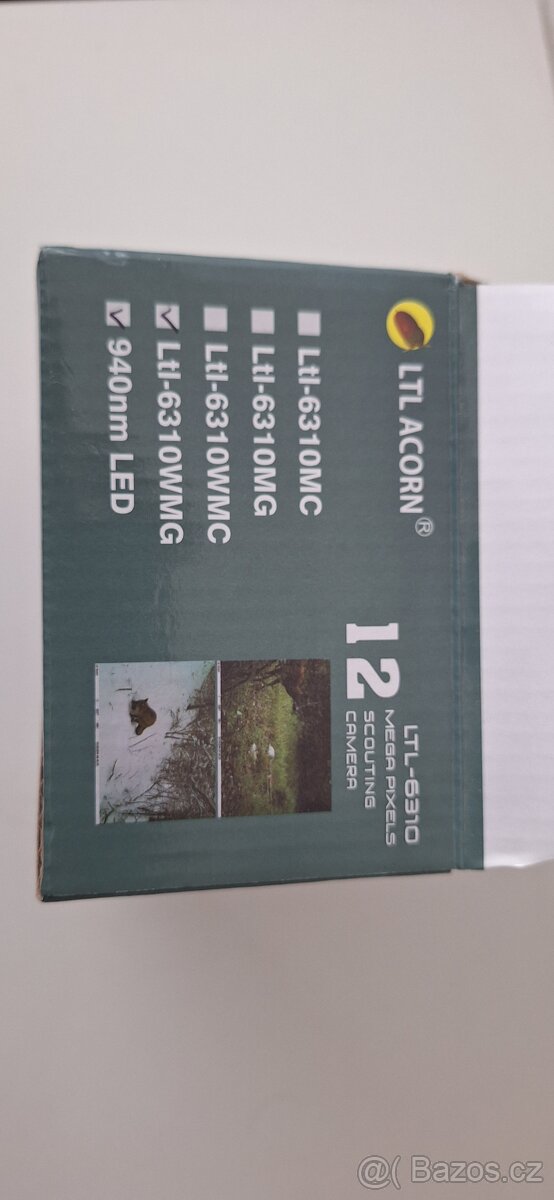 LTL ACORN®
Ltl-6310MC
Ltl-6310MG
Ltl-6310WMC
Ltl-6310WMG
940nm LED
LTL-6310
12
MEGA PIXELS
SCOUTING
CAMERA
@( Bazos.cz